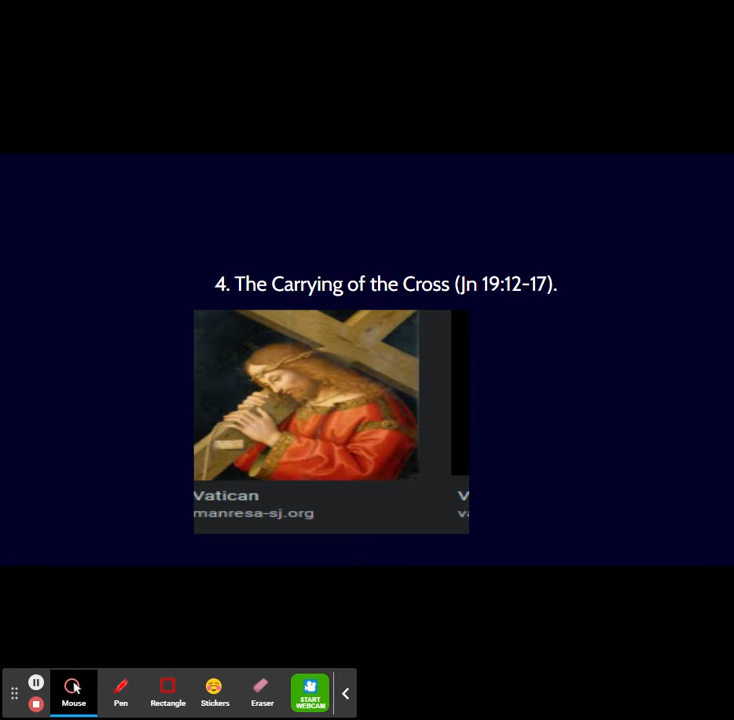 4. The Carrying of the Cross (Jn 19:12-17).
Vatican
manresa-sj.org
Mouse
Pen
Rectangle
Stickers
Eraser
START
WEBCAM